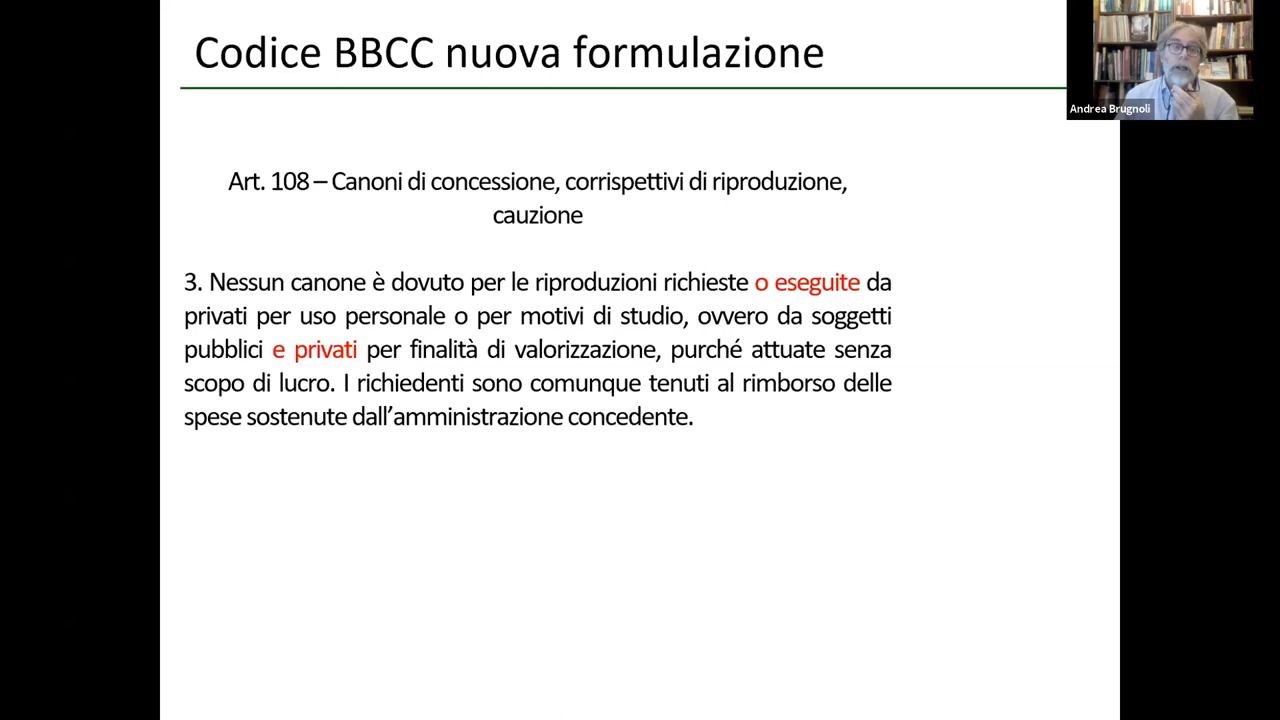 Codice BBCC nuova formulazione
Andrea Brugnoli
Art. 108 – Canoni di concessione, corrispettivi di riproduzione,
cauzione
3. Nessun canone è dovuto per le riproduzioni richieste o eseguite da
privati per uso personale o per motivi di studio, ovvero da soggetti
pubblici e privati per finalità di valorizzazione, purché attuate senza
scopo di lucro. I richiedenti sono comunque tenuti al rimborso delle
spese sostenute dall’amministrazione concedente.